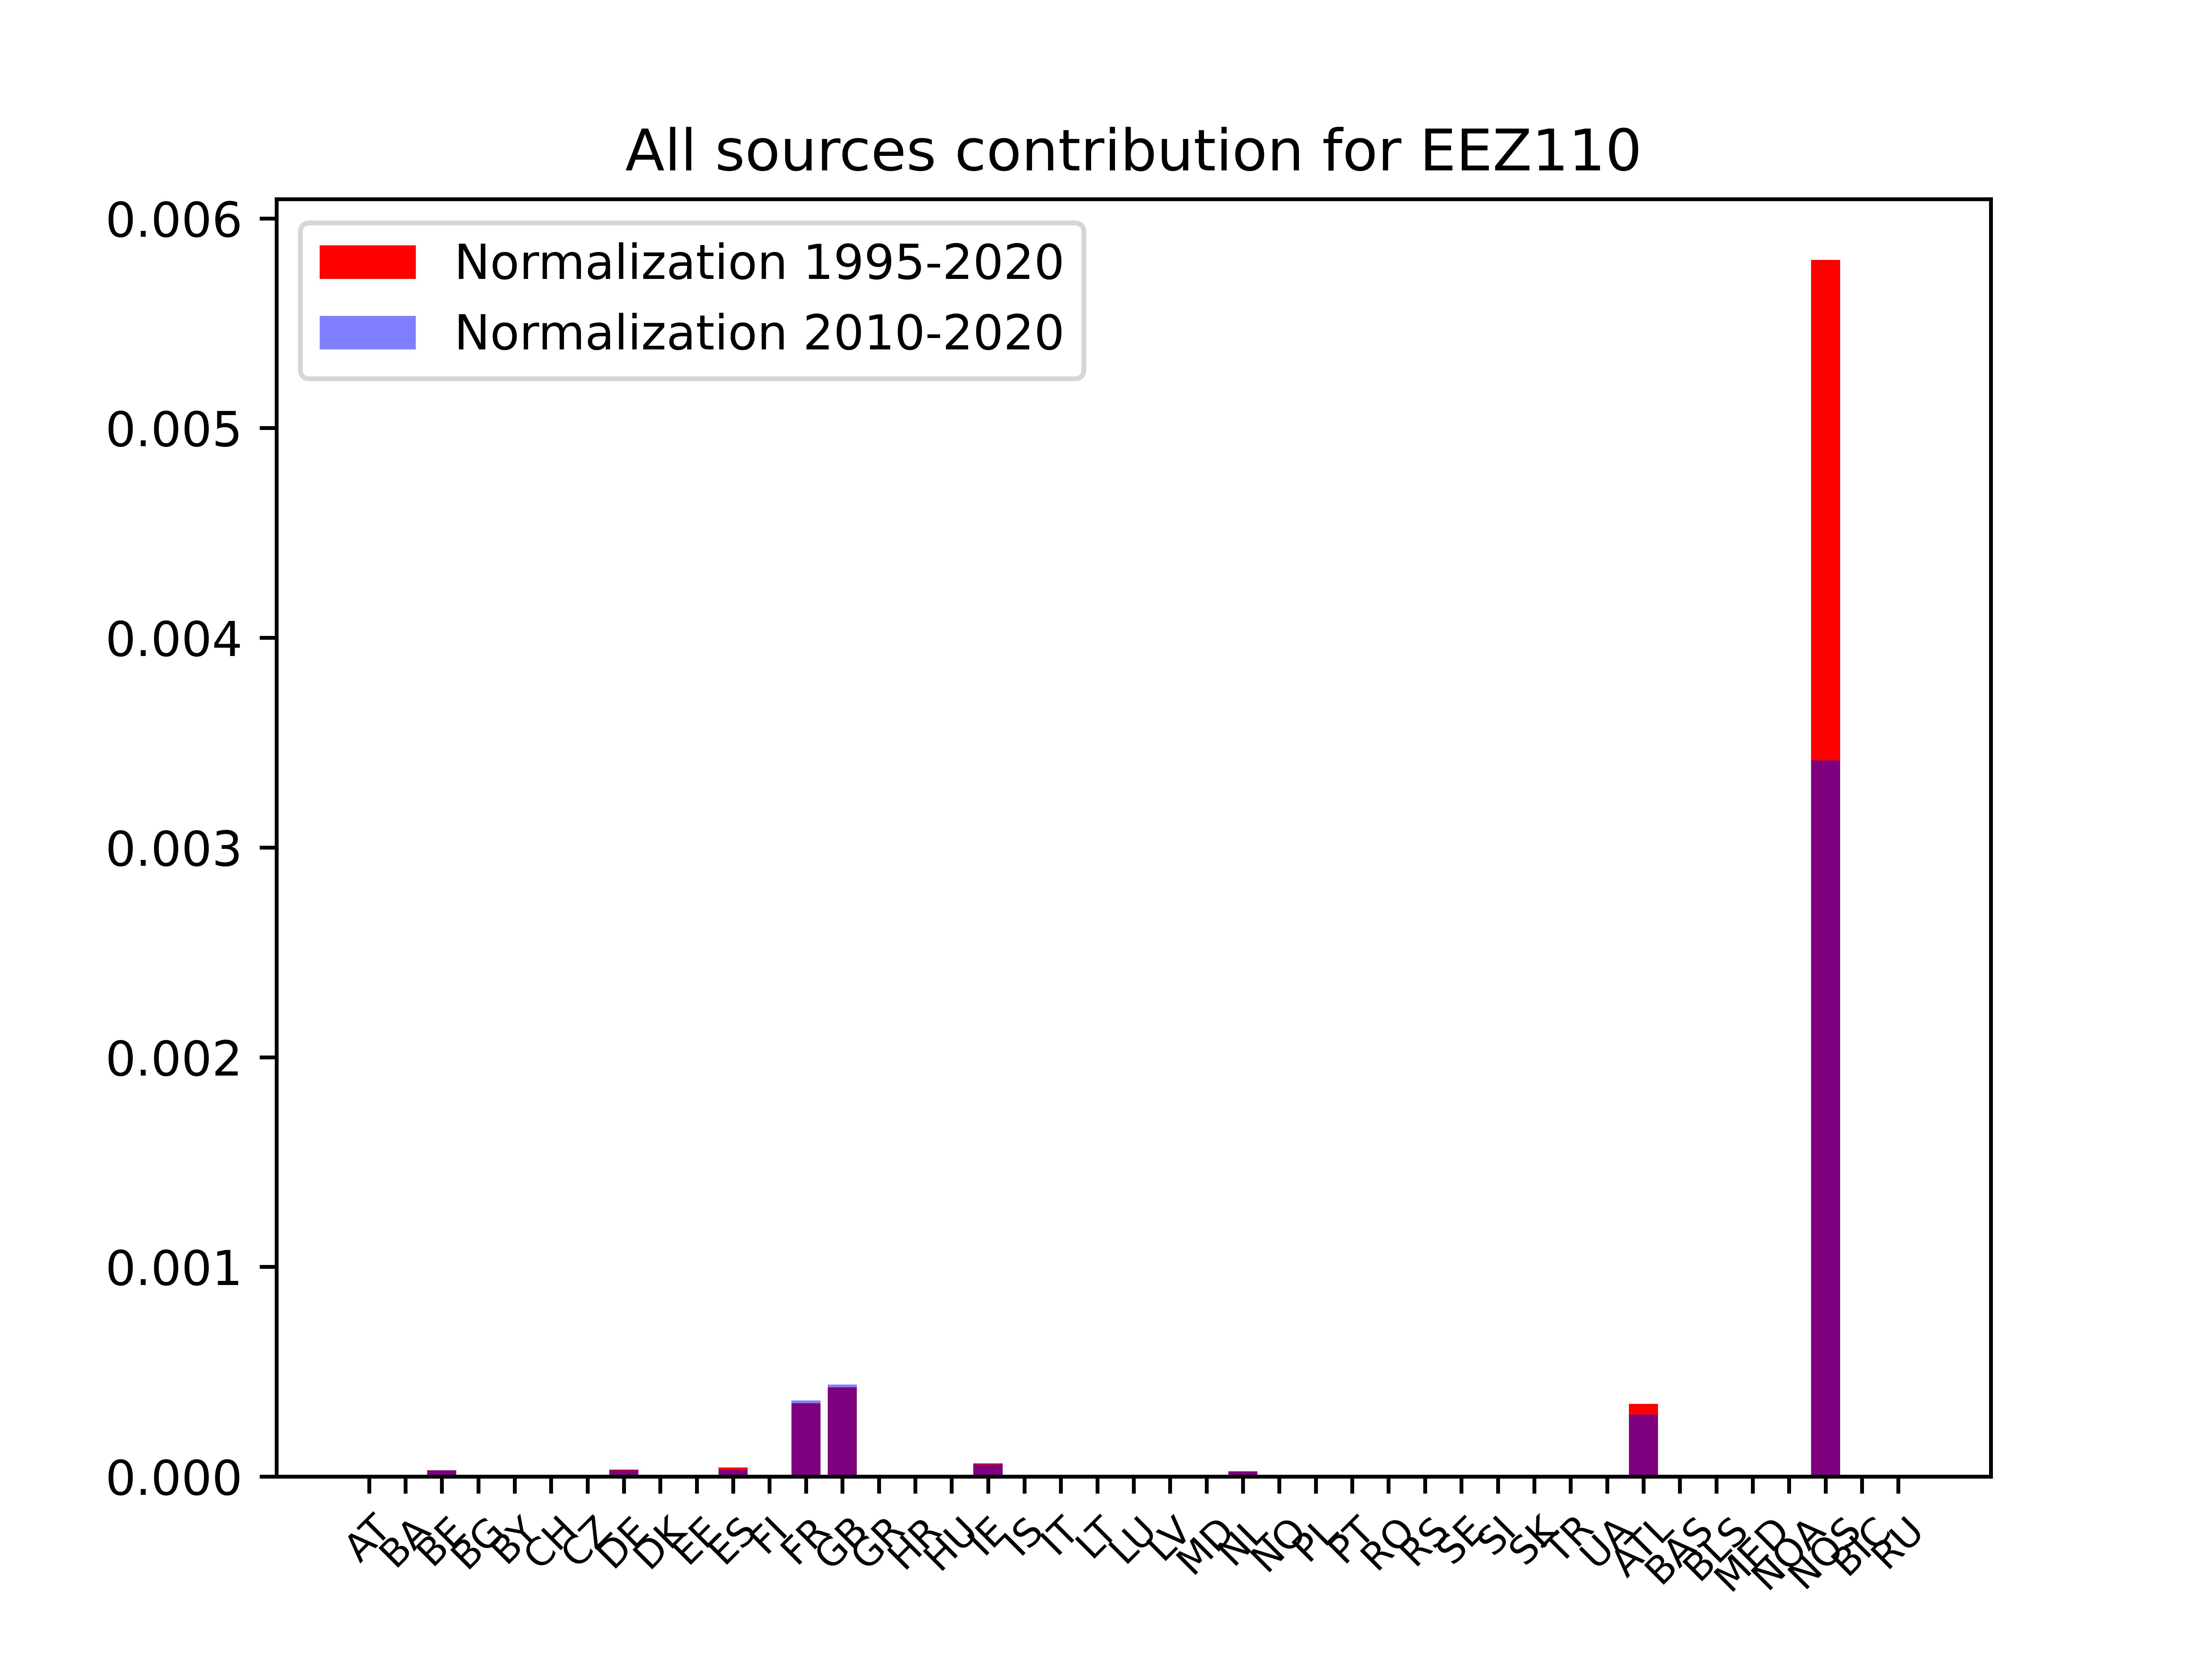 All sources contribution for EEZ110
0.006
0.005
0.004
0.003
0.002
0.001
0.000
Normalization 1995-2020
Normalization 2010-2020
AT BA BE BG BY CH CZ DE DK EE ES FI FR GB GR HR HU IE IS IT LT LU LV MD NL NO PL PT RO RS SE SI SK TR UA ATL BAS BLS MED NOA NOS BIC RU